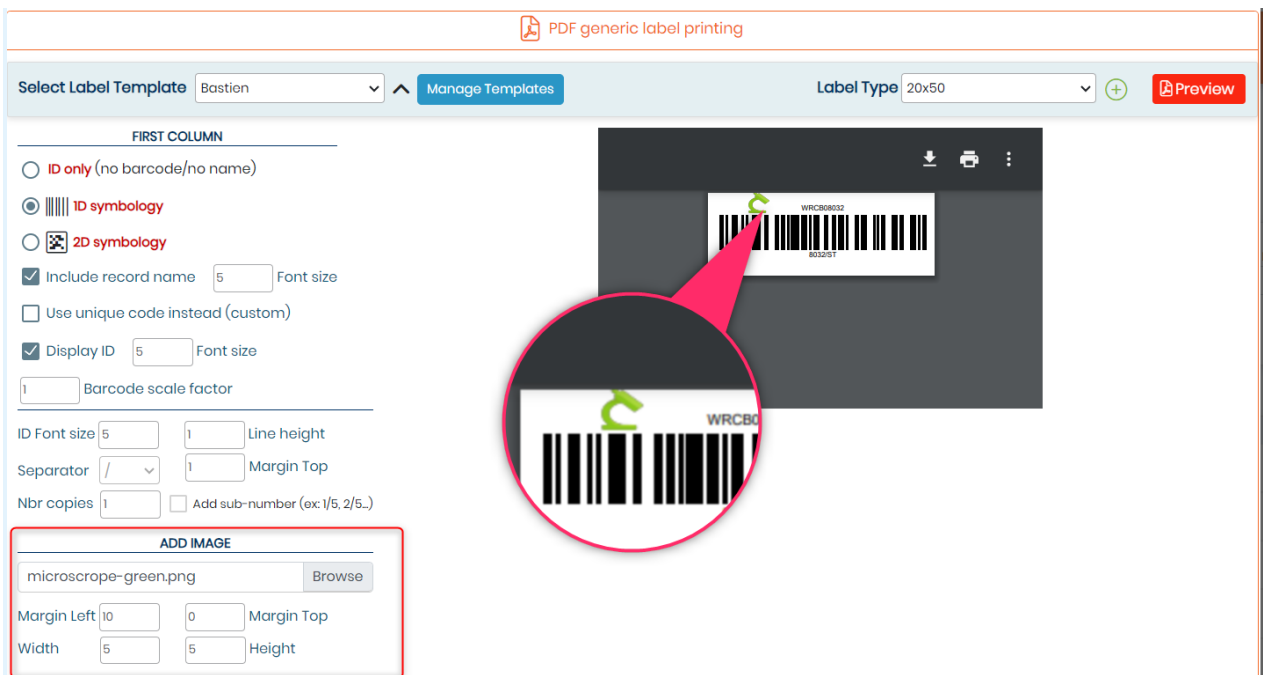 PDF generic label printing
Select Label Template Bastien Manage Templates Label Type 20x50 Preview
FIRST COLUMN
ID only (no barcode/no name)
1D symbology
2D symbology
Include record name 5 Font size
Use unique code instead (custom)
Display ID 5 Font size
1 Barcode scale factor
ID Font size 5 1 Line height
Separator / 1 Margin Top
Nbr copies 1 Add sub-number (ex: 1/5, 2/5...)
ADD IMAGE
microscrope-green.png Browse
Margin Left 10 0 Margin Top
Width 5 5 Height
WRCB08032
8032/ST
WRCB0